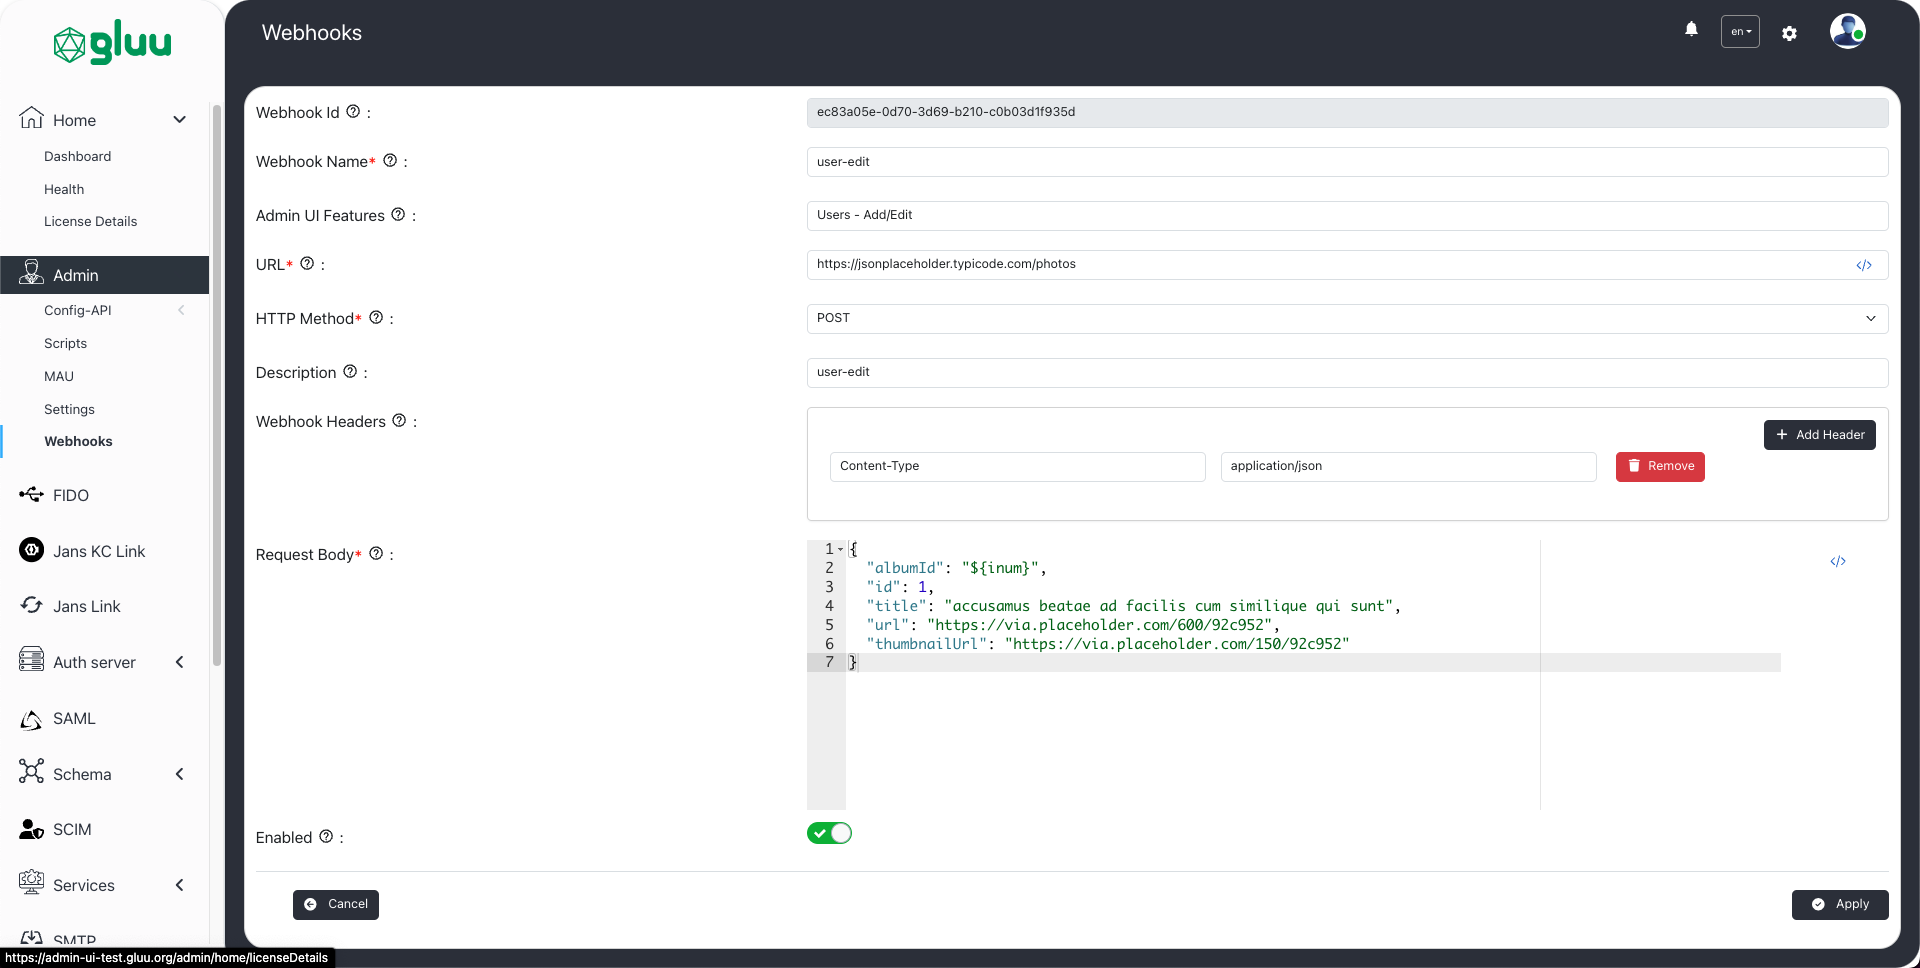 gluu
Webhooks
en
Home
Dashboard
Health
License Details
Admin
Config-API
Scripts
MAU
Settings
Webhooks
FIDO
Jans KC Link
Jans Link
Auth server
SAML
Schema
SCIM
Services
SMTP
https://admin-ui-test.gluu.org/admin/home/licenseDetails
Webhook Id ? :
ec83a05e-0d70-3d69-b210-c0b03d1f935d
Webhook Name* ? :
user-edit
Admin UI Features ? :
Users - Add/Edit
URL* ? :
https://jsonplaceholder.typicode.com/photos
</>
HTTP Method* ? :
POST
Description ? :
user-edit
Webhook Headers ? :
+ Add Header
Content-Type
application/json
Remove
Request Body* ? :
</>
1 {
2 "albumId": "${inum}",
3 "id": 1,
4 "title": "accusamus beatae ad facilis cum similique qui sunt",
5 "url": "https://via.placeholder.com/600/92c952",
6 "thumbnailUrl": "https://via.placeholder.com/150/92c952"
7 }
Enabled ? :
Cancel
Apply